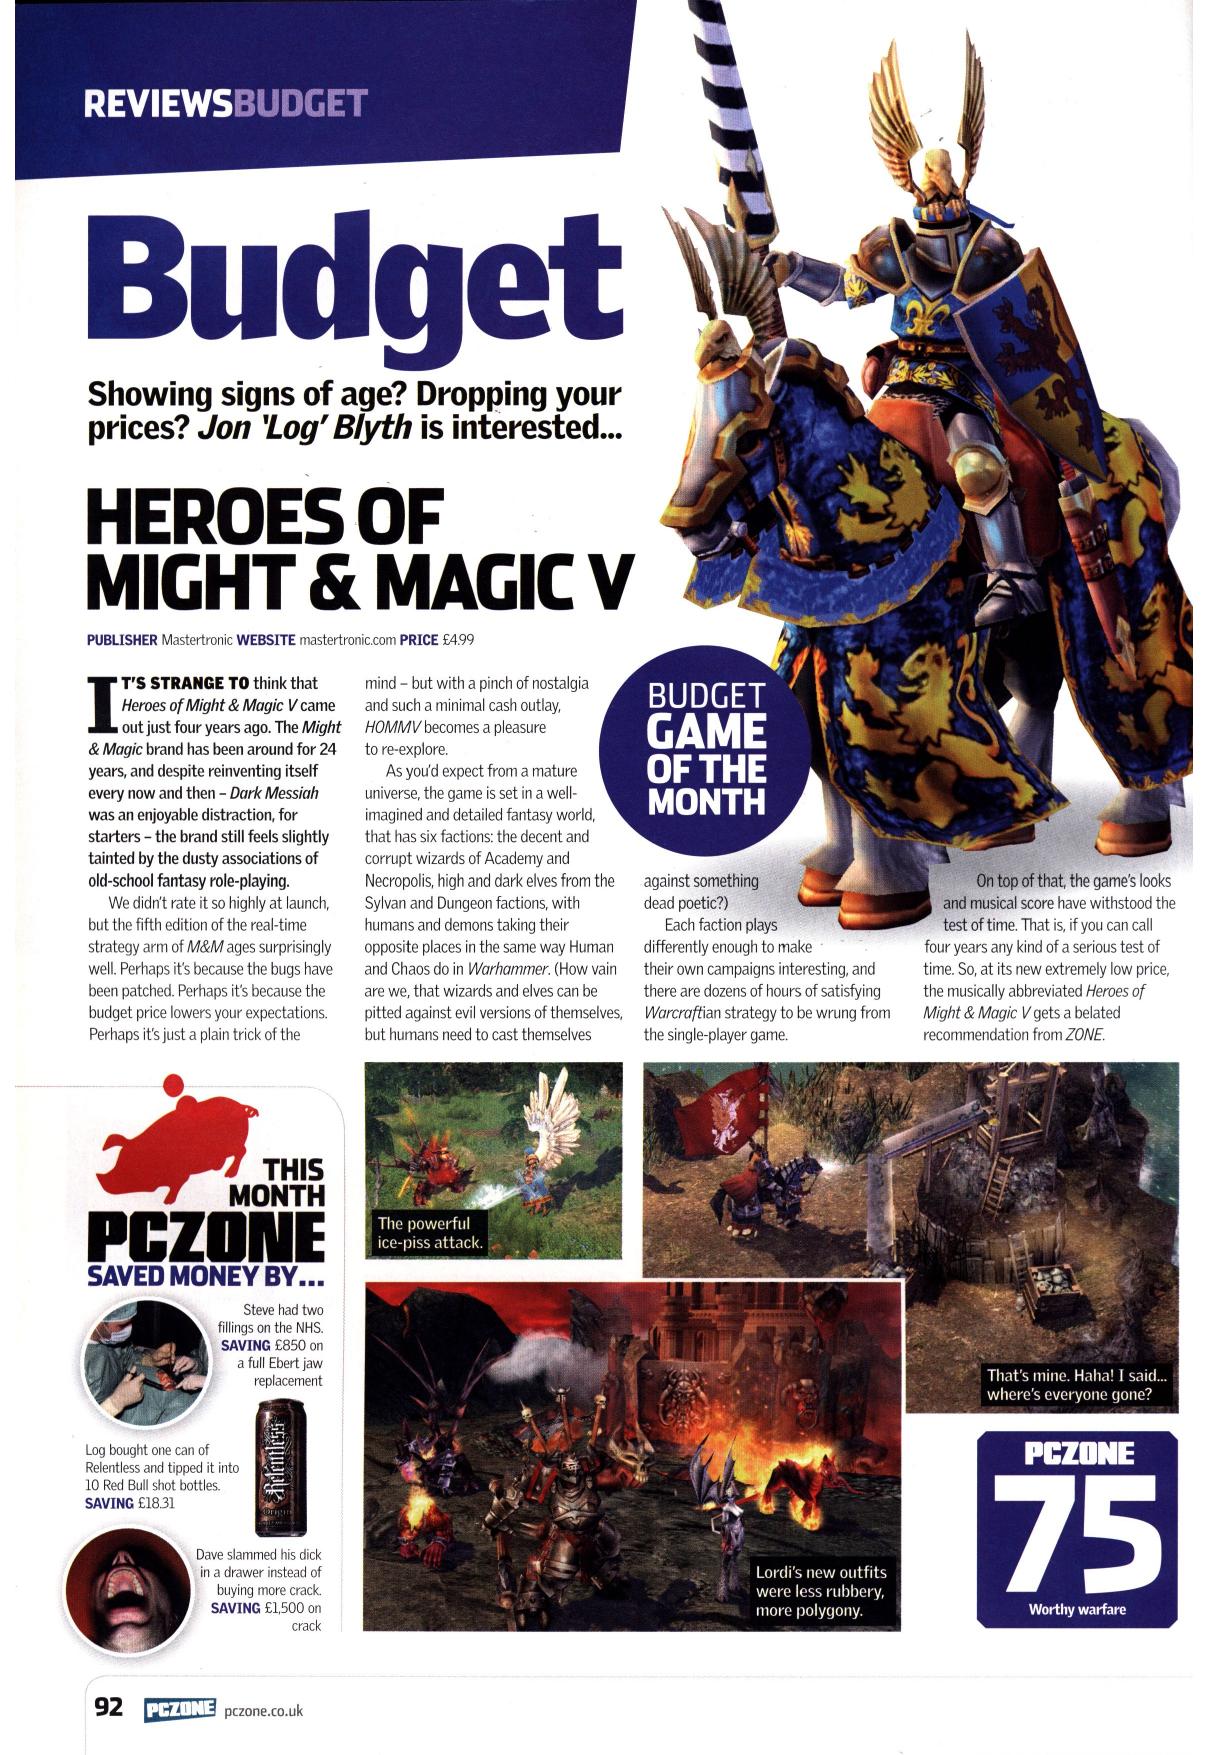 REVIEWSBUDGET
Budget
Showing signs of age? Dropping your
prices? Jon 'Log' Blyth is interested...
HEROES OF
MIGHT & MAGIC V
PUBLISHER Mastertronic WEBSITE mastertronic.com PRICE £4.99
IT'S STRANGE TO think that
Heroes of Might & Magic V came
out just four years ago. The Might
& Magic brand has been around for 24
years, and despite reinventing itself
every now and then – Dark Messiah
was an enjoyable distraction, for
starters – the brand still feels slightly
tainted by the dusty associations of
old-school fantasy role-playing.
We didn't rate it so highly at launch,
but the fifth edition of the real-time
strategy arm of M&M ages surprisingly
well. Perhaps it's because the bugs have
been patched. Perhaps it's because the
budget price lowers your expectations.
Perhaps it's just a plain trick of the
mind – but with a pinch of nostalgia
and such a minimal cash outlay,
HOMMV becomes a pleasure
to re-explore.
As you'd expect from a mature
universe, the game is set in a well-
imagined and detailed fantasy world,
that has six factions: the decent and
corrupt wizards of Academy and
Necropolis, high and dark elves from the
Sylvan and Dungeon factions, with
humans and demons taking their
opposite places in the same way Human
and Chaos do in Warhammer. (How vain
are we, that wizards and elves can be
pitted against evil versions of themselves,
but humans need to cast themselves
BUDGET
GAME
OF THE
MONTH
against something
dead poetic?)
Each faction plays
differently enough to make
their own campaigns interesting, and
there are dozens of hours of satisfying
Warcraftian strategy to be wrung from
the single-player game.
On top of that, the game's looks
and musical score have withstood the
test of time. That is, if you can call
four years any kind of a serious test of
time. So, at its new extremely low price,
the musically abbreviated Heroes of
Might & Magic V gets a belated
recommendation from ZONE.
THIS
MONTH
PCZONE
SAVED MONEY BY...
Steve had two
fillings on the NHS.
SAVING £850 on
a full Ebert jaw
replacement
Log bought one can of
Relentless and tipped it into
10 Red Bull shot bottles.
SAVING £18.31
Relentless
Origin
Dave slammed his dick
in a drawer instead of
buying more crack.
SAVING £1,500 on
crack
The powerful
ice-piss attack.
That's mine. Haha! I said...
where's everyone gone?
Lordi's new outfits
were less rubbery,
more polygony.
PCZONE
75
Worthy warfare
92 PCZONE pczone.co.uk